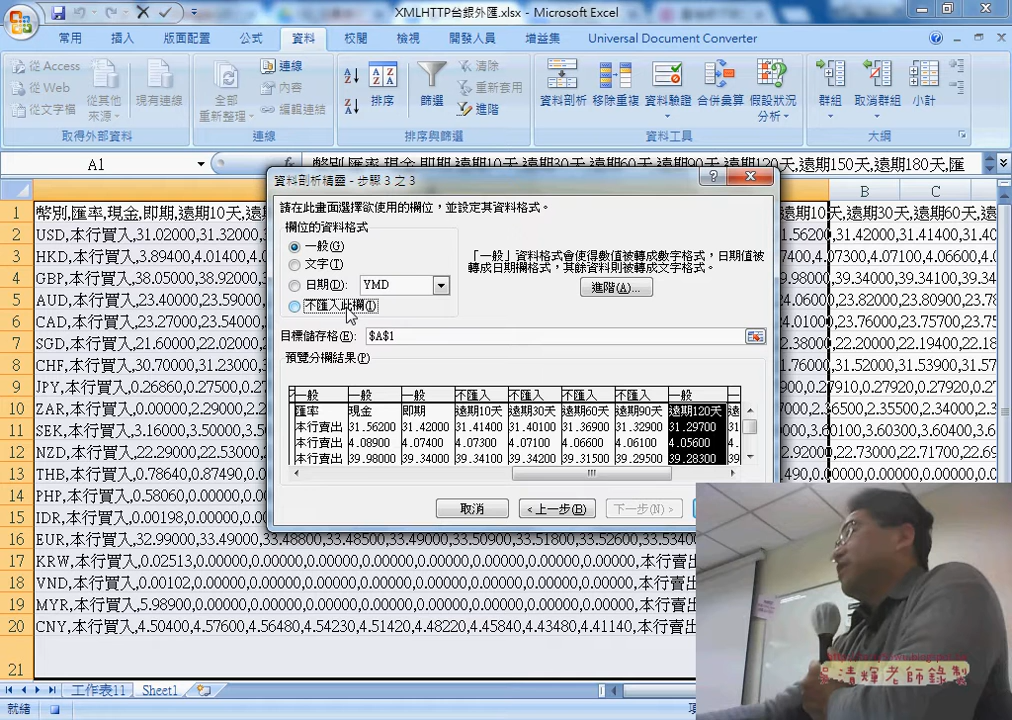 XMLHTTP台銀外匯.xlsx - Microsoft Excel
常用 插入 版面配置 公式 資料 校閱 檢視 開發人員 增益集 Universal Document Converter
從 Access
從 Web
從文字檔
從其他來源
現有連線
取得外部資料
全部重新整理
連線
內容
編輯連結
連線
排序
篩選
清除
重新套用
進階
排序與篩選
資料剖析 移除重複 資料驗證 合併彙算 假設狀況分析
資料工具
群組 取消群組 小計
大綱
A1
幣別,匯率,現金,即期,遠期10天,遠期30天,遠期60天,遠期90天,遠期120天,遠期150天,遠期180天,匯
B C
資料剖析精靈 - 步驟 3 之 3
請在此畫面選擇欲使用的欄位，並設定其資料格式。
欄位的資料格式
一般(G)
文字(T)
日期(D): YMD
不匯入此欄(I)
「一般」資料格式會使得數值被轉成數字格式，日期值被
轉成日期欄格式，其餘資料則被轉成文字格式。
進階(A)...
目標儲存格(E): $A$1
預覽分欄結果(P)
一般 一般 一般 不匯入 不匯入 不匯入 不匯入 一般
匯率 現金 即期 遠期10天 遠期30天 遠期60天 遠期90天 遠期120天
本行賣出 31.56200 31.42000 31.41400 31.40100 31.36900 31.32900 31.29700
本行賣出 4.08900 4.07400 4.07300 4.07100 4.06600 4.06100 4.05600
本行賣出 39.98000 39.34000 39.34100 39.34200 39.31500 39.29500 39.28300
取消 < 上一步(B) 下一步(N) >
1 幣別,匯率,現金,即期,遠期10天
2 USD,本行買入,31.02000,31.32000
3 HKD,本行買入,3.89400,4.01400
4 GBP,本行買入,38.05000,38.92000
5 AUD,本行買入,23.40000,23.59000
6 CAD,本行買入,23.27000,23.54000
7 SGD,本行買入,21.60000,22.02000
8 CHF,本行買入,30.70000,31.23000
9 JPY,本行買入,0.26860,0.27500
10 ZAR,本行買入,0.00000,2.29000
11 SEK,本行買入,3.16000,3.50000
12 NZD,本行買入,22.29000,22.53000
13 THB,本行買入,0.78640,0.87490
14 PHP,本行買入,0.58060,0.00000
15 IDR,本行買入,0.00198,0.00000
16 EUR,本行買入,32.99000,33.49000,33.48800,33.48500,33.49000,33.50900,33.51800,33.52600,33.53400
17 KRW,本行買入,0.02513,0.00000,0.00000,0.00000,0.00000,0.00000,0.00000,0.00000,0.00000,本行賣出
18 VND,本行買入,0.00102,0.00000,0.00000,0.00000,0.00000,0.00000,0.00000,0.00000,0.00000,本行賣出
19 MYR,本行買入,5.98900,0.00000,0.00000,0.00000,0.00000,0.00000,0.00000,0.00000,0.00000,本行賣出
20 CNY,本行買入,4.50400,4.57600,4.56480,4.54230,4.51420,4.48220,4.45840,4.43480,4.41140,本行賣出
21
工作表11 Sheet1
就緒
吳清輝老師錄製